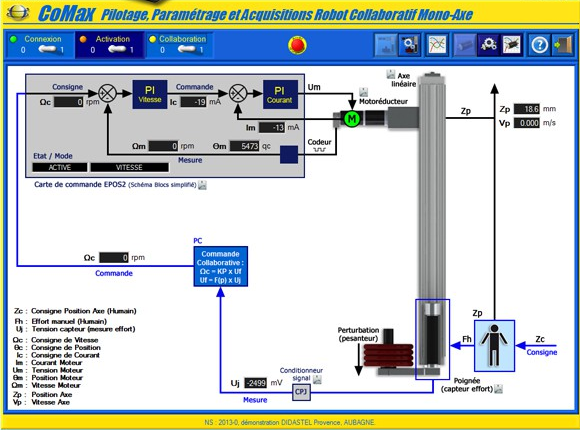 CoMax Pilotage, Paramétrage et Acquisitions Robot Collaboratif Mono-Axe
Connexion
0 1
Activation
0 1
Collaboration
0 1
Consigne
Ωc 0 rpm
PI
Vitesse
Commande
Ic -19 mA
PI
Courant
Um
Im -13 mA
Ωm 0 rpm
Θm 5473 qc
Mesure
Codeur
Etat / Mode
ACTIVE VITESSE
Carte de commande EPOS2 (Schéma Blocs simplifié)
M
Motoréducteur
Axe
linéaire
Zp
Zp 18.6 mm
Vp 0.000 m/s
Ωc 0 rpm
Commande
PC
Commande
Collaborative :
Ωc = KP x Uf
Uf = F(p) x Uj
Zc : Consigne Position Axe (Humain)
Fh : Effort manuel (Humain)
Uj : Tension capteur (mesure effort)
Ωc : Consigne de Vitesse
Θc : Consigne de Position
Ic : Consigne de Courant
Im : Courant Moteur
Um : Tension Moteur
Θm : Position Moteur
Ωm : Vitesse Moteur
Zp : Position Axe
Vp : Vitesse Axe
Perturbation
(pesanteur)
Zp
Fh
Zc
Consigne
Poignée
(capteur effort)
Conditionneur
signal
CPJ
Uj -2499 mV
Mesure
NS : 2013-0, démonstration DIDASTEL Provence, AUBAGNE.